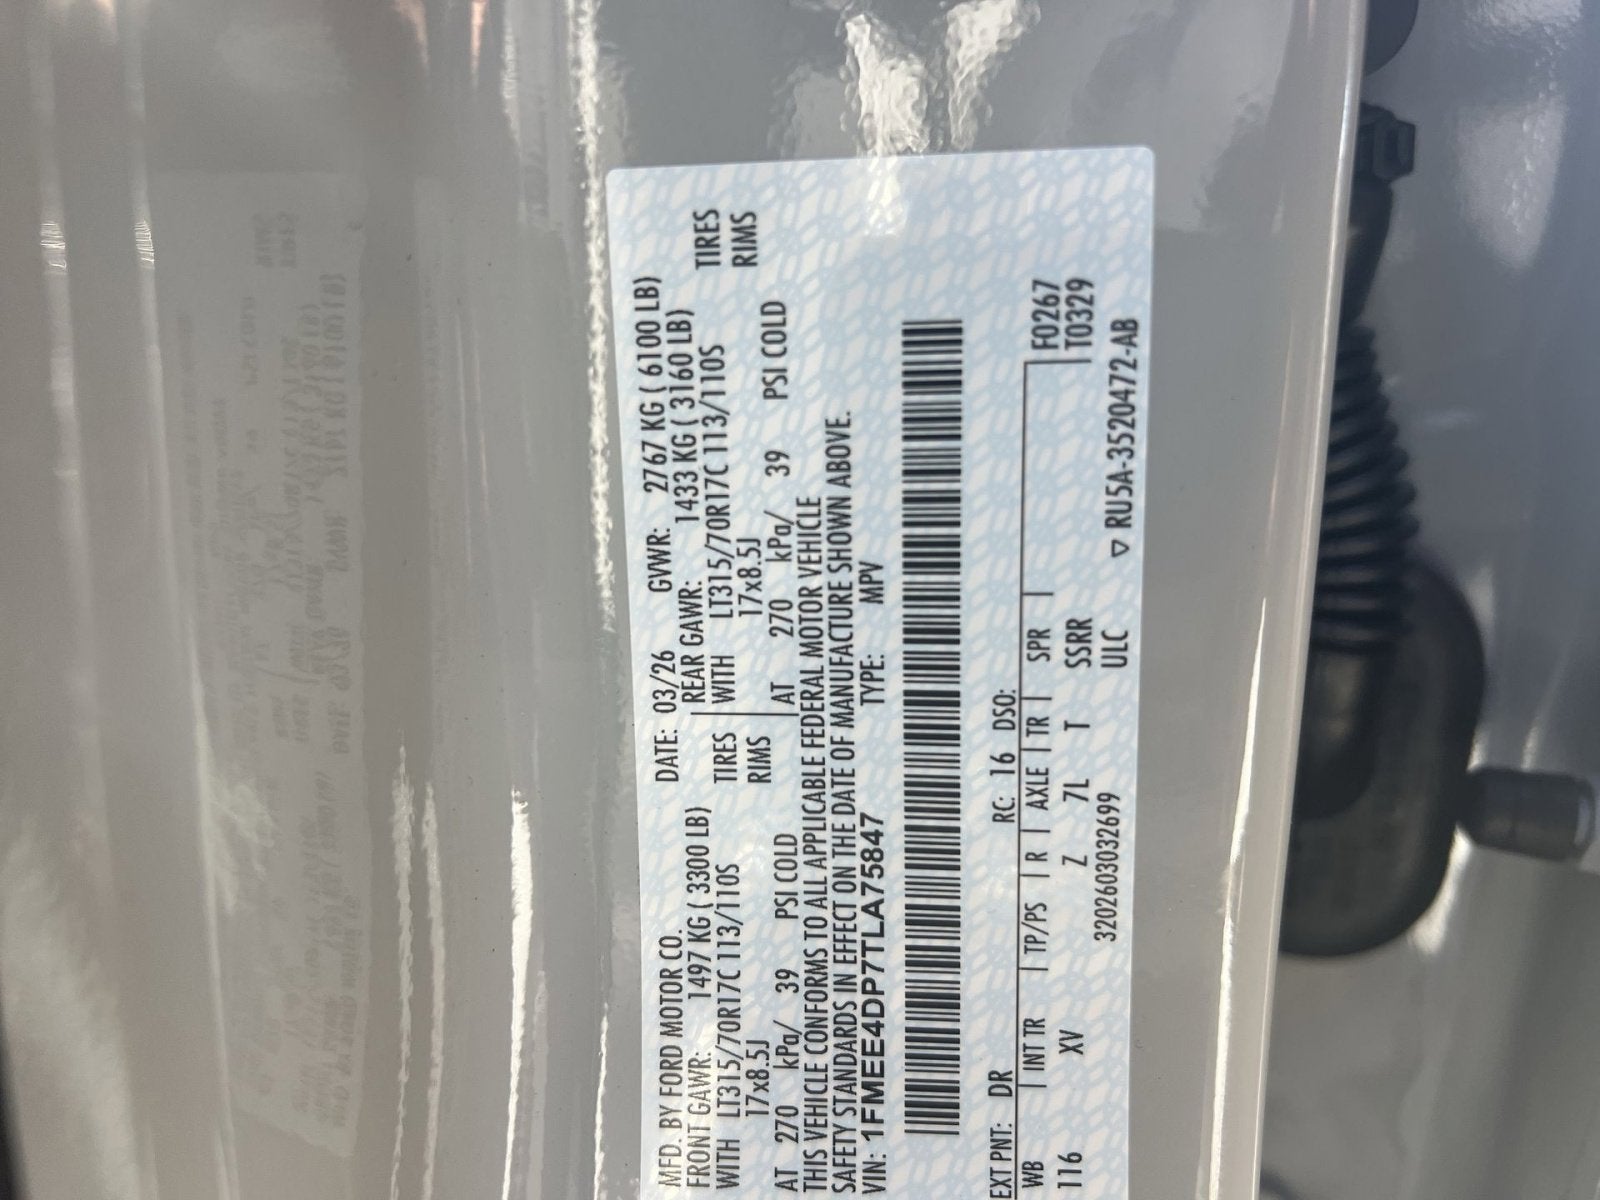 MFD. BY FORD MOTOR CO. DATE: 03/26 GVWR: 2767 KG ( 6100 LB)
FRONT GAWR: 1497 KG ( 3300 LB) REAR GAWR: 1433 KG ( 3160 LB)
WITH LT315/70R17C 113/110S TIRES WITH LT315/70R17C 113/110S TIRES
17x8.5J RIMS 17x8.5J RIMS
AT 270 kPa/ 39 PSI COLD AT 270 kPa/ 39 PSI COLD
THIS VEHICLE CONFORMS TO ALL APPLICABLE FEDERAL MOTOR VEHICLE
SAFETY STANDARDS IN EFFECT ON THE DATE OF MANUFACTURE SHOWN ABOVE.
VIN: 1FMEE4DP7TLA75847 TYPE: MPV
EXT PNT: DR RC: 16 DSO: F0267
WB INT TR TP/PS R AXLE TR SPR T0329
116 XV Z 7L T SSRR
3202603032699 ULC ▽ RU5A-3520472-AB